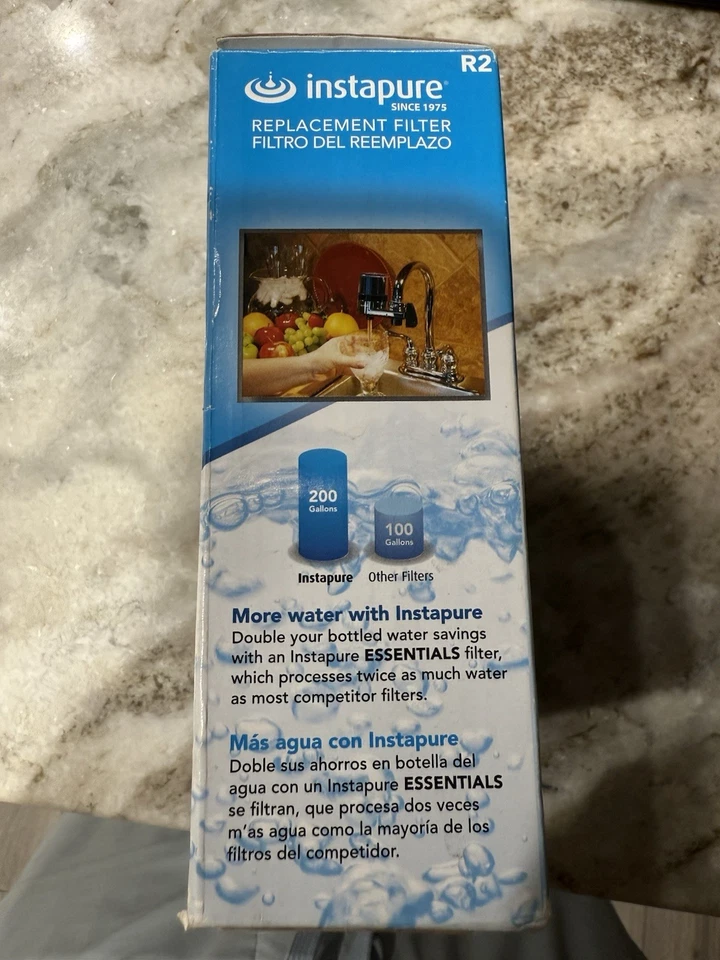 R2
instapure®
SINCE 1975
REPLACEMENT FILTER
FILTRO DEL REEMPLAZO
200
Gallons
100
Gallons
Instapure Other Filters
More water with Instapure
Double your bottled water savings
with an Instapure ESSENTIALS filter,
which processes twice as much water
as most competitor filters.
Más agua con Instapure
Doble sus ahorros en botella del
agua con un Instapure ESSENTIALS
se filtran, que procesa dos veces
m'as agua como la mayoría de los
filtros del competidor.